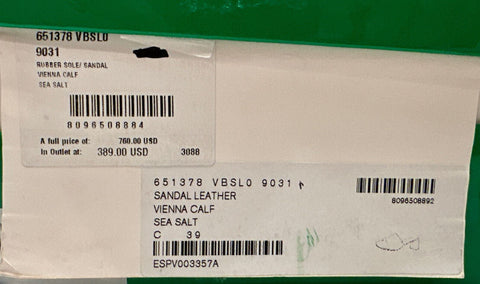 651378 VBSL0
9031
RUBBER SOLE/ SANDAL
VIENNA CALF
SEA SALT
8096508884
A full price of: 760.00 USD
In Outlet at: 389.00 USD 3088
651378 VBSL0 9031
8096508892
SANDAL LEATHER
VIENNA CALF
SEA SALT
C 39
ESPV003357A